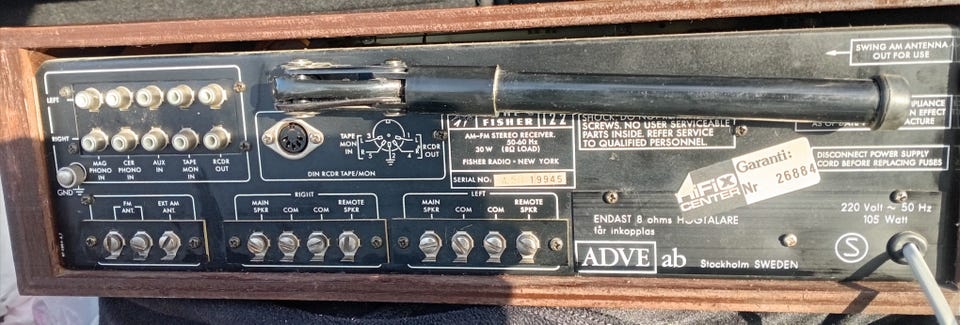 SWING AM ANTENNA
OUT FOR USE
LEFT
RIGHT
MAG
PHONO
IN
CER
PHONO
IN
AUX
IN
TAPE
MON
IN
RCDR
OUT
GND
TAPE
MON
IN
RCDR
OUT
DIN RCDR TAPE/MON
FISHER 122
AM-FM STEREO RECEIVER.
50-60 Hz
30 W (8Ω LOAD)
FISHER RADIO • NEW YORK
SERIAL NO.
19945
SHOCK, DO NOT REMOVE
SCREWS. NO USER SERVICEABLE
PARTS INSIDE. REFER SERVICE
TO QUALIFIED PERSONNEL.
DISCONNECT POWER SUPPLY
CORD BEFORE REPLACING FUSES
HiFi
CENTER
Garanti:
Nr 26884
FM
ANT.
EXT AM
ANT.
RIGHT
MAIN
SPKR
COM
COM
REMOTE
SPKR
LEFT
MAIN
SPKR
COM
COM
REMOTE
SPKR
ENDAST 8 ohms HÖGTALARE
får inkopplas
220 Volt ~ 50 Hz
105 Watt
S
ADVE ab
Stockholm SWEDEN